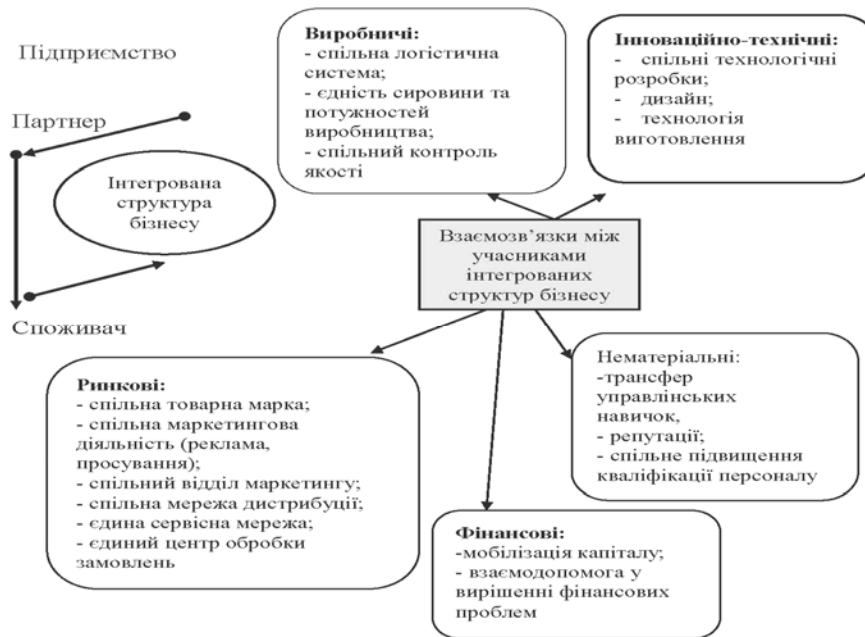 Підприємство
Партнер
Інтегрована
структура
бізнесу
Споживач
Виробничі:
- спільна логістична
система;
- єдність сировини та
потужностей
виробництва;
- спільний контроль
якості
Інноваційно-технічні:
- спільні технологічні
розробки;
- дизайн;
- технологія
виготовлення
Взаємозв’язки між
учасниками
інтегрованих
структур бізнесу
Ринкові:
- спільна товарна марка;
- спільна маркетингова
діяльність (реклама,
просування);
- спільний відділ маркетингу;
- спільна мережа дистрибуції;
- єдина сервісна мережа;
- єдиний центр обробки
замовлень
Нематеріальні:
-трансфер
управлінських
навичок,
- репутації;
- спільне підвищення
кваліфікації персоналу
Фінансові:
-мобілізація капіталу;
- взаємодопомога у
вирішенні фінансових
проблем